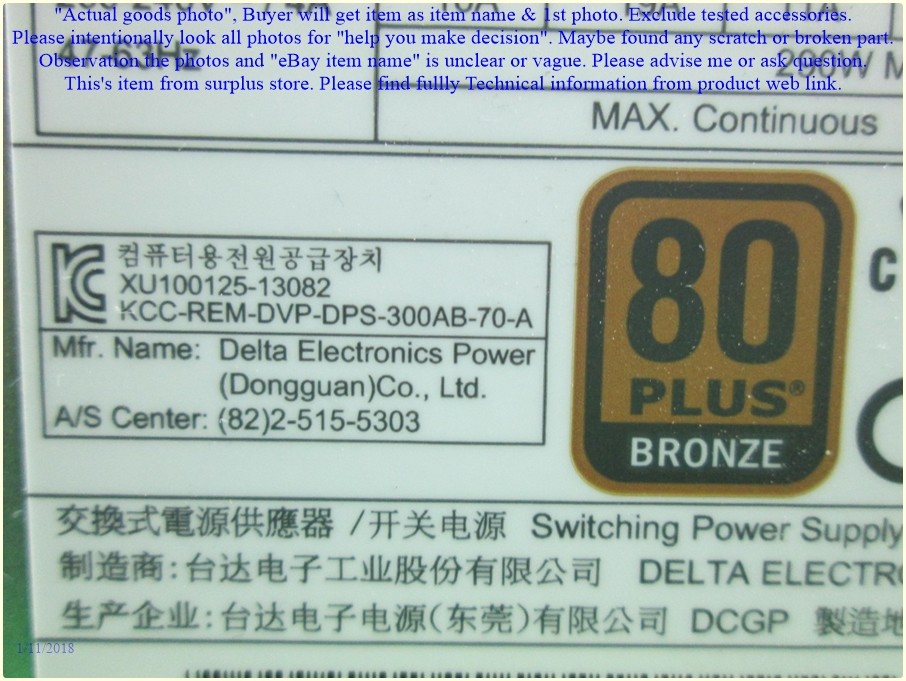 "Actual goods photo", Buyer will get item as item name & 1st photo. Exclude tested accessories.
Please intentionally look all photos for "help you make decision". Maybe found any scratch or broken part.
Observation the photos and "eBay item name" is unclear or vague. Please advise me or ask question.
This's item from surplus store. Please find fullly Technical information from product web link.
47-63Hz
200W M
MAX. Continuous
컴퓨터용전원공급장치
XU100125-13082
KCC-REM-DVP-DPS-300AB-70-A
Mfr. Name: Delta Electronics Power
(Dongguan)Co., Ltd.
A/S Center: (82)2-515-5303
80
PLUS®
BRONZE
交換式電源供應器 /开关电源 Switching Power Supply
制造商:台达电子工业股份有限公司 DELTA ELECTR
生产企业:台达电子电源(东莞)有限公司 DCGP 製造地
1-11/2018